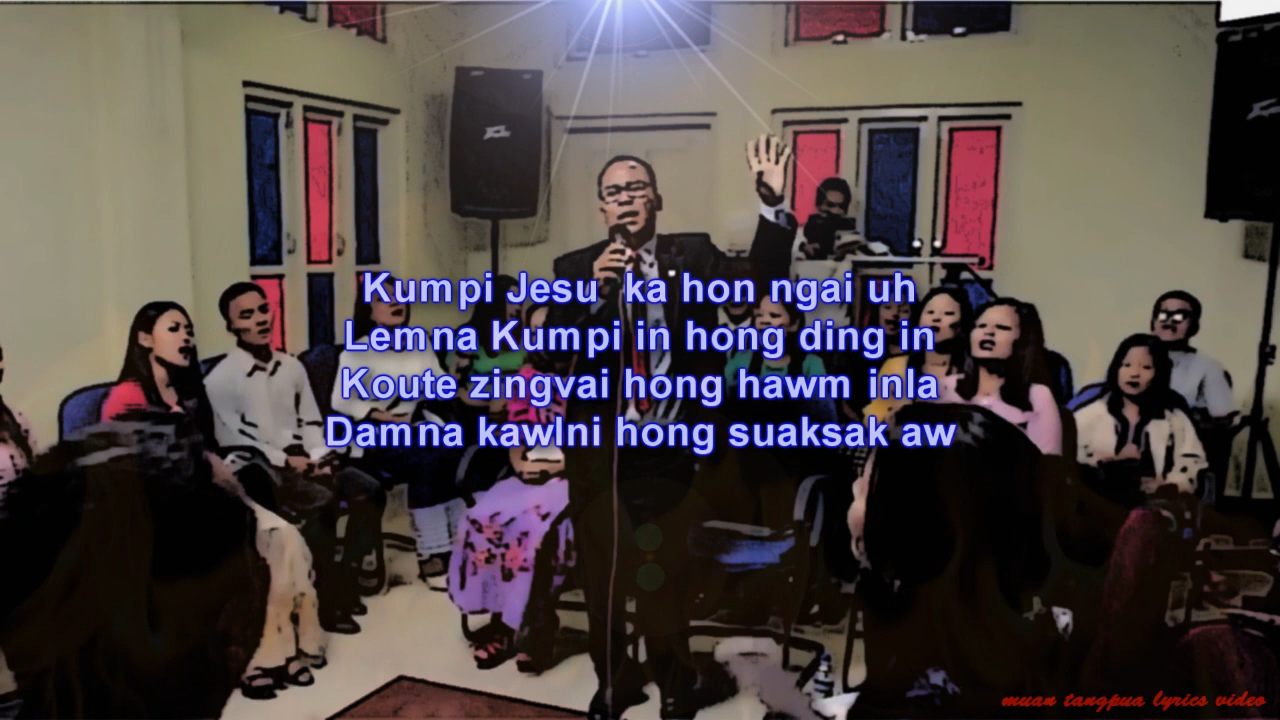 Kumpi Jesu ka hon ngai uh
Lemna Kumpi in hong ding in
Koute zingvai hong hawm inla
Damna kawlni hong suaksak aw
muan tangpua lyrics video